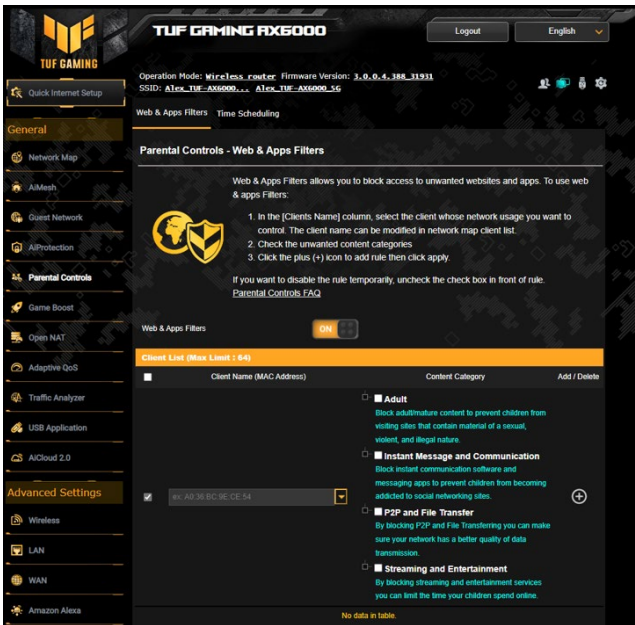 TUF GAMING AX6000
Logout
English
TUF GAMING
Operation Mode: Wireless router Firmware Version: 3.0.0.4.388_31931
SSID: Alex_TUF-AX6000... Alex_TUF-AX6000_5G
Quick Internet Setup
Web & Apps Filters Time Scheduling
General
Network Map
AiMesh
Guest Network
AiProtection
Parental Controls
Game Boost
Open NAT
Adaptive QoS
Traffic Analyzer
USB Application
AiCloud 2.0
Advanced Settings
Wireless
LAN
WAN
Amazon Alexa
Parental Controls - Web & Apps Filters
Web & Apps Filters allows you to block access to unwanted websites and apps. To use web
& apps Filters:
1. In the [Clients Name] column, select the client whose network usage you want to
control. The client name can be modified in network map client list.
2. Check the unwanted content categories
3. Click the plus (+) icon to add rule then click apply.
If you want to disable the rule temporarily, uncheck the check box in front of rule.
Parental Controls FAQ
Web & Apps Filters
ON
Client List (Max Limit : 64)
Client Name (MAC Address) Content Category Add / Delete
ex: A0:36:BC:9E:CE:54
Adult
Block adult/mature content to prevent children from
visiting sites that contain material of a sexual,
violent, and illegal nature.
Instant Message and Communication
Block instant communication software and
messaging apps to prevent children from becoming
addicted to social networking sites.
P2P and File Transfer
By blocking P2P and File Transferring you can make
sure your network has a better quality of data
transmission.
Streaming and Entertainment
By blocking streaming and entertainment services
you can limit the time your children spend online.
No data in table.